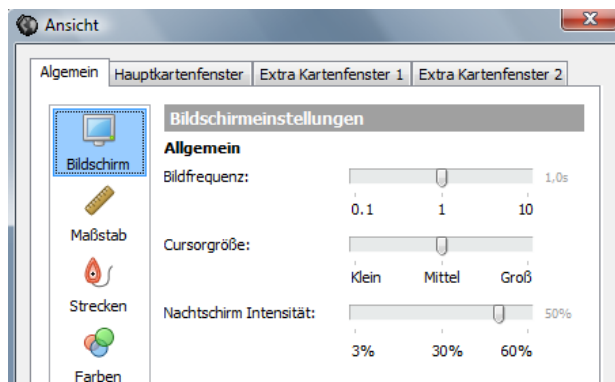 Ansicht
Algemein Hauptkartenfenster Extra Kartenfenster 1 Extra Kartenfenster 2
Bildschirm
Maßstab
Strecken
Farben
Bildschirmeinstellungen
Allgemein
Bildfrequenz: 1,0s
0.1 1 10
Cursorgröße:
Klein Mittel Groß
Nachtschirm Intensität: 50%
3% 30% 60%